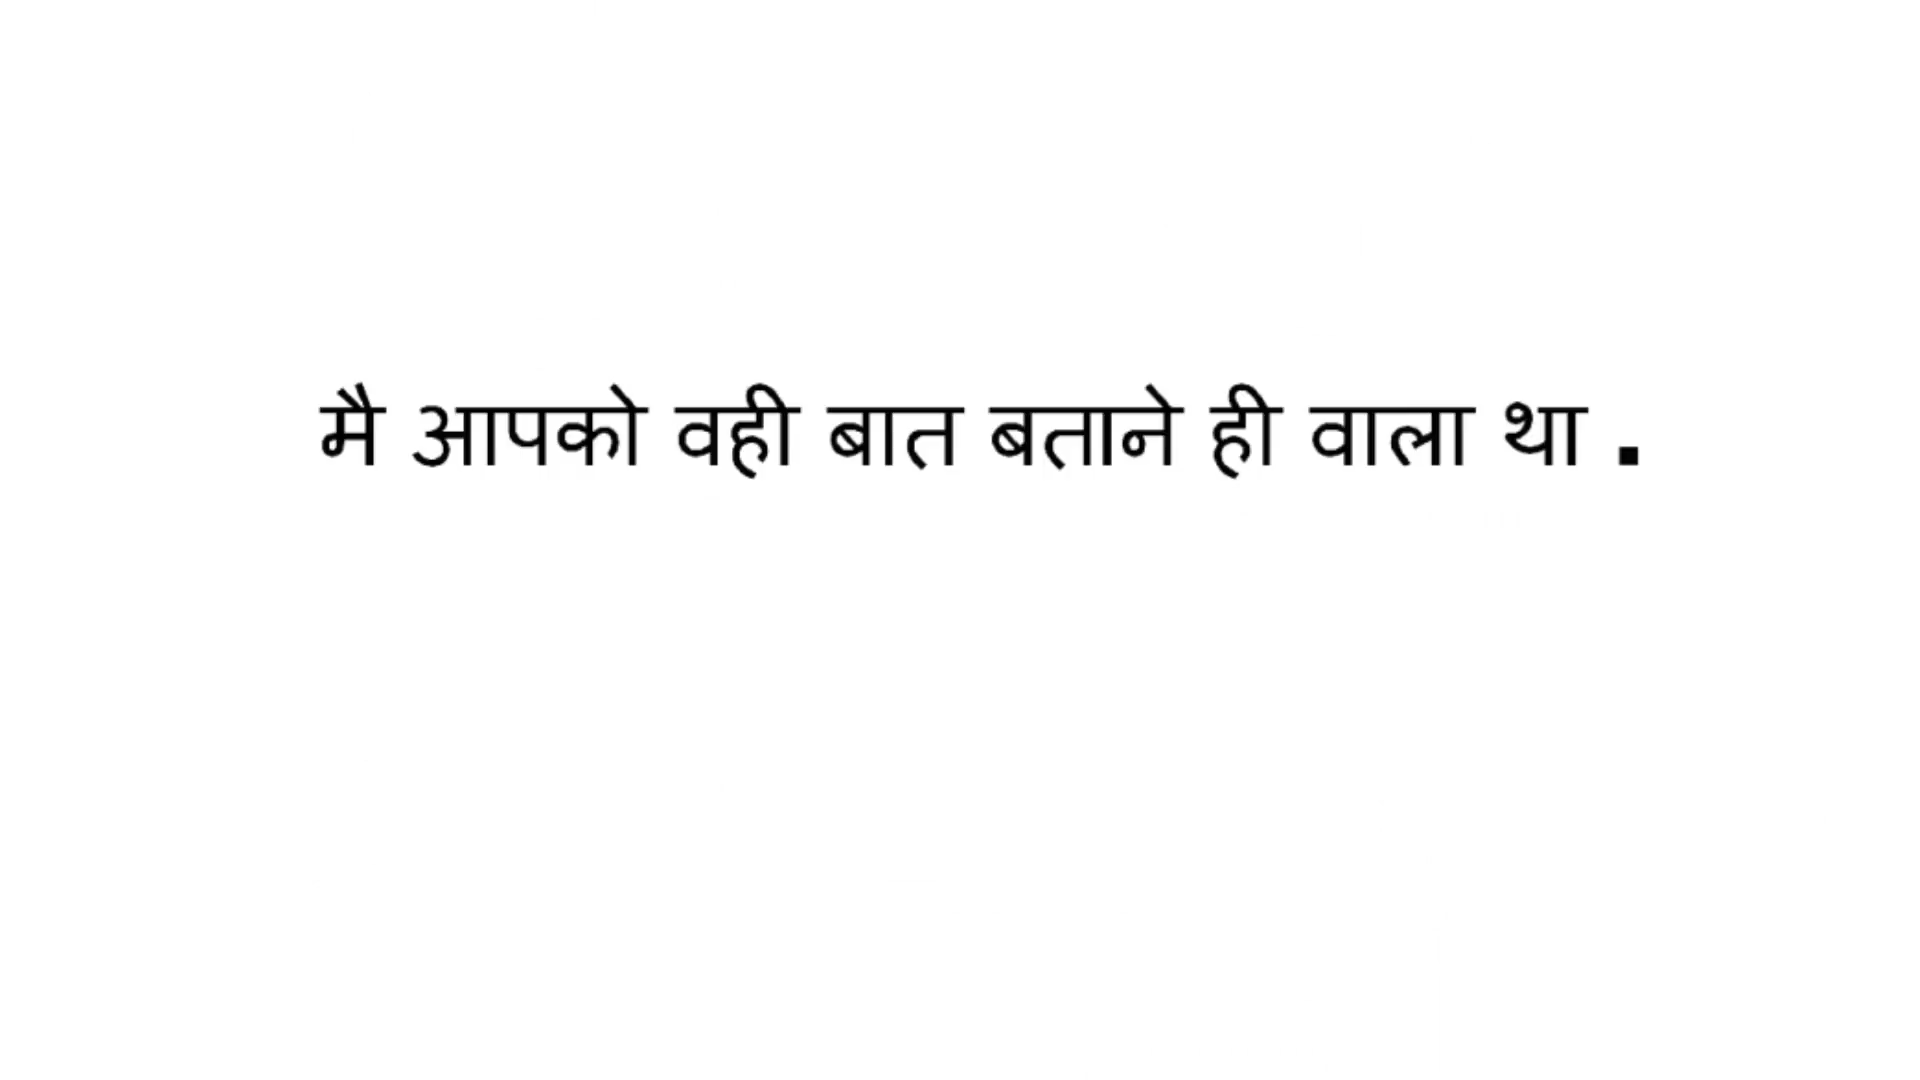 मै आपको वही बात बताने ही वाला था .